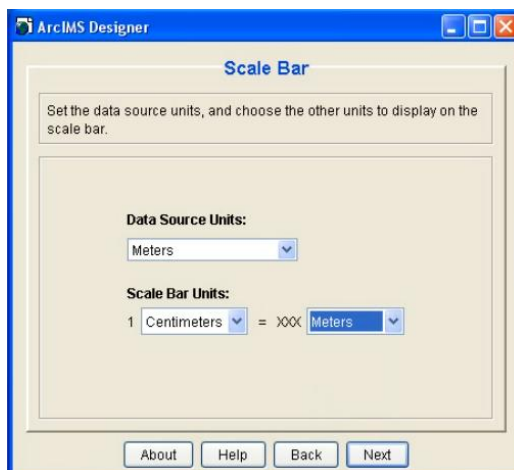 ArcIMS Designer
Scale Bar
Set the data source units, and choose the other units to display on the
scale bar.
Data Source Units:
Meters
Scale Bar Units:
1 Centimeters = XXX Meters
About Help Back Next